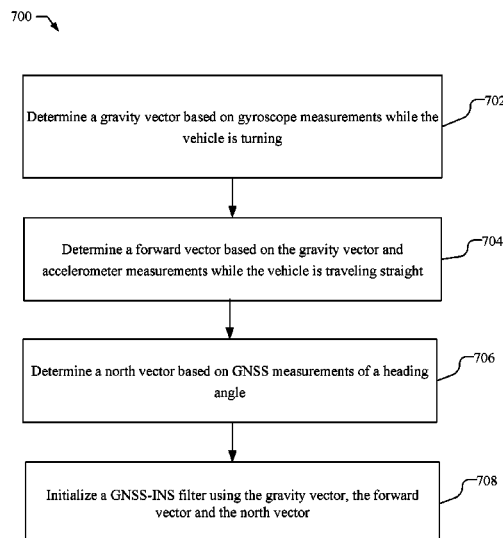 700
Determine a gravity vector based on gyroscope measurements while the
vehicle is turning
702
Determine a forward vector based on the gravity vector and
accelerometer measurements while the vehicle is traveling straight
704
Determine a north vector based on GNSS measurements of a heading
angle
706
Initialize a GNSS-INS filter using the gravity vector, the forward
vector and the north vector
708